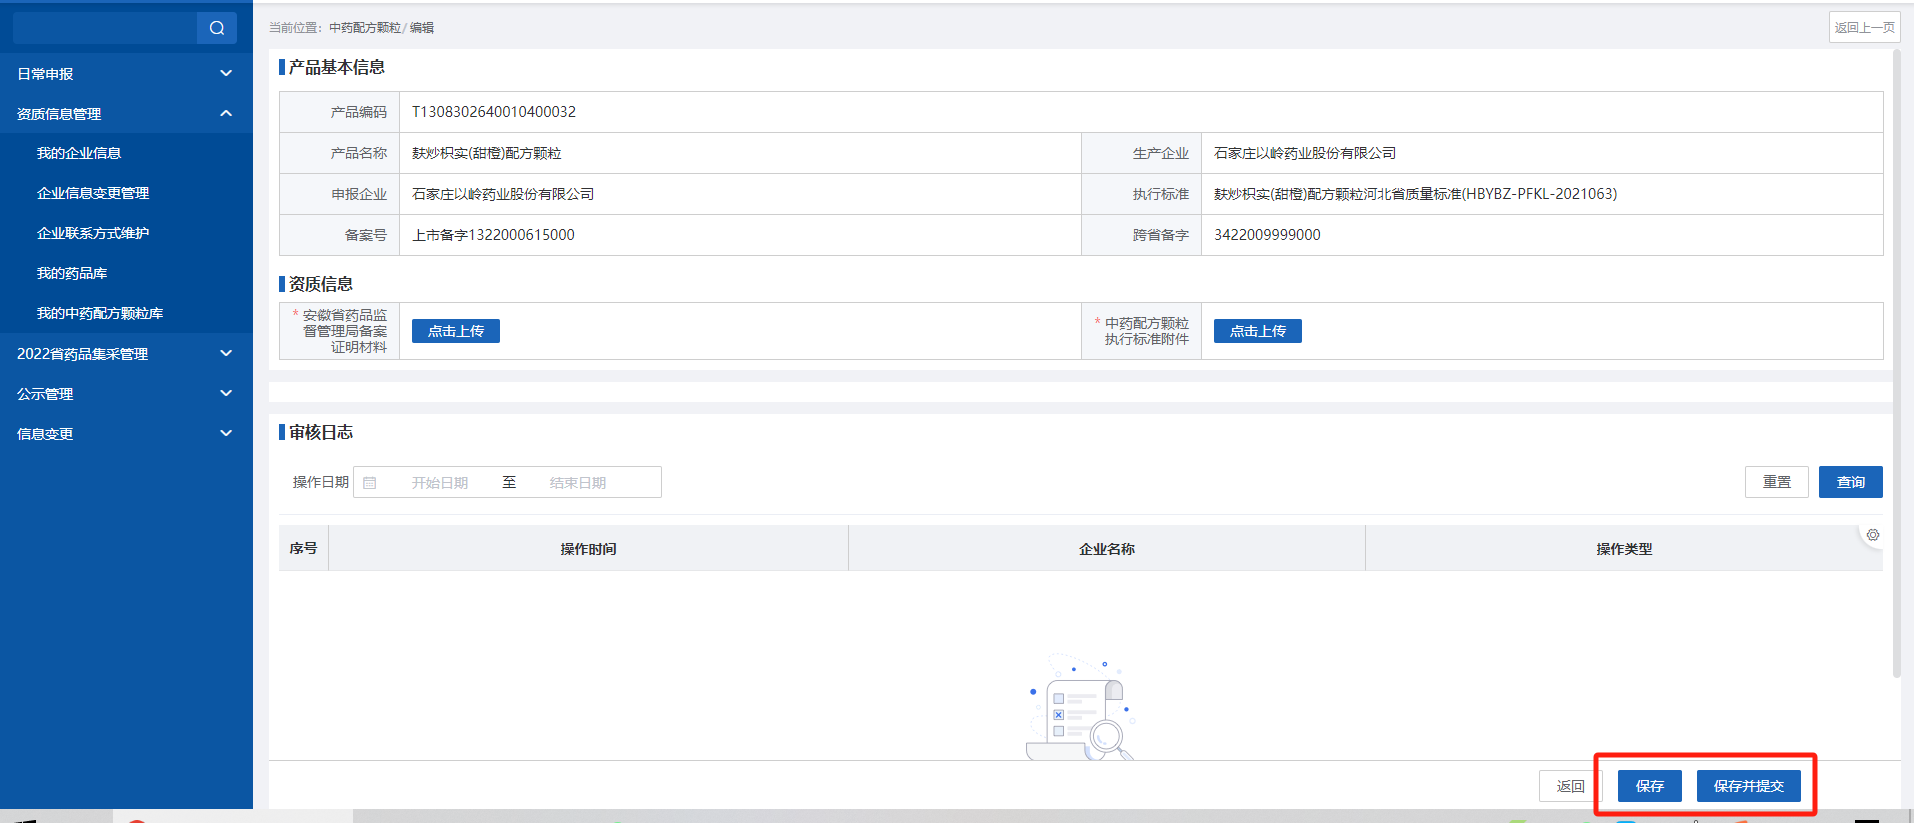 当前位置: 中药配方颗粒/ 编辑
返回上一页
日常申报
资质信息管理
我的企业信息
企业信息变更管理
企业联系方式维护
我的药品库
我的中药配方颗粒库
2022省药品集采管理
公示管理
信息变更
产品基本信息
产品编码 T1308302640010400032
产品名称 麸炒枳实(甜橙)配方颗粒 生产企业 石家庄以岭药业股份有限公司
申报企业 石家庄以岭药业股份有限公司 执行标准 麸炒枳实(甜橙)配方颗粒河北省质量标准(HBYBZ-PFKL-2021063)
备案号 上市备字1322000615000 跨省备字 3422009999000
资质信息
* 安徽省药品监
督管理局备案
证明材料
点击上传
* 中药配方颗粒
执行标准附件
点击上传
审核日志
操作日期 开始日期 至 结束日期 重置 查询
序号 操作时间 企业名称 操作类型
返回 保存 保存并提交